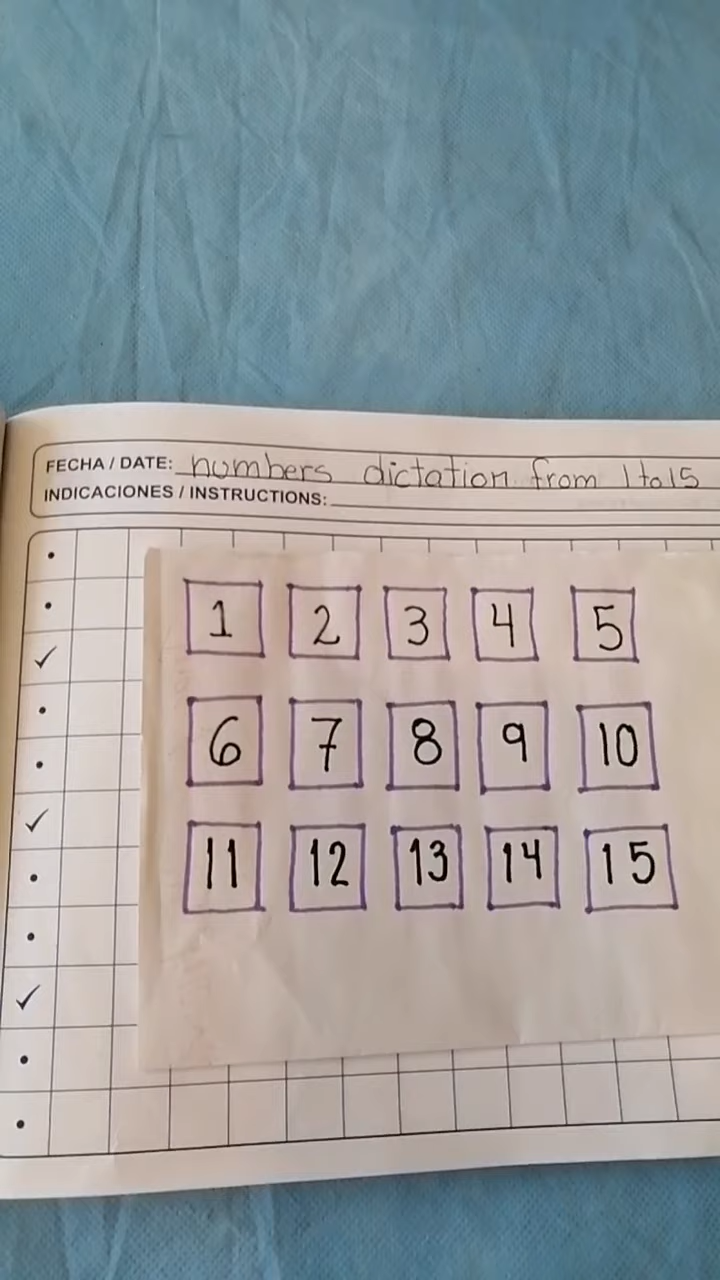 FECHA / DATE: numbers dictation from 1 to 15
INDICACIONES / INSTRUCTIONS:
1 2 3 4 5
6 7 8 9 10
11 12 13 14 15